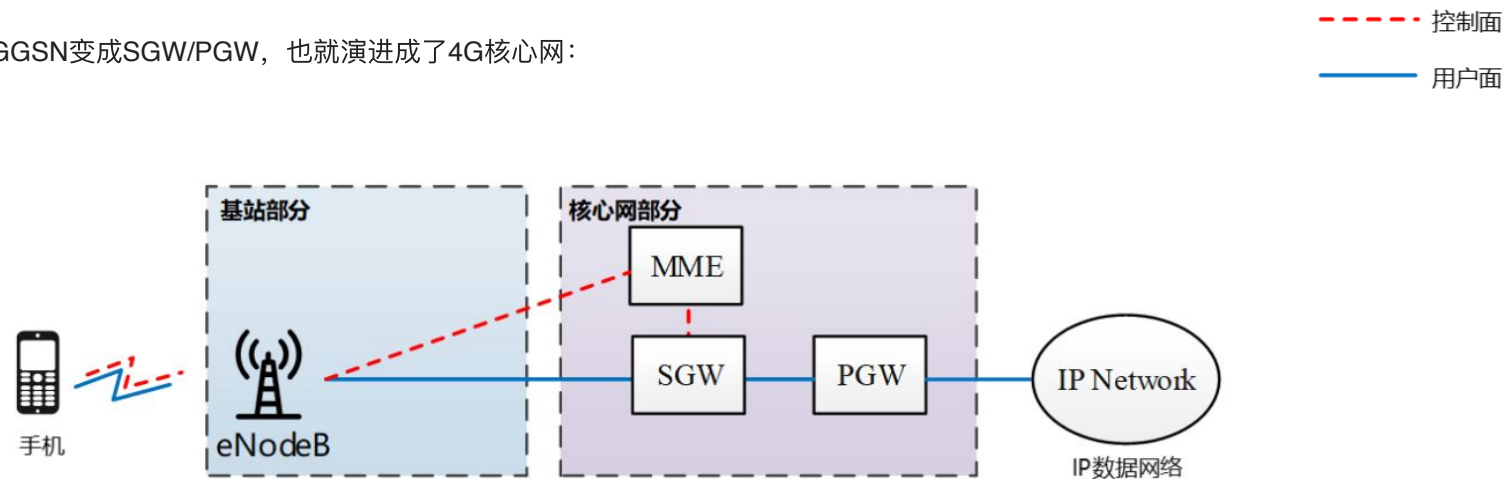 控制面
GGSN变成SGW/PGW，也就演进成了4G核心网：
用户面
基站部分
核心网部分
MME
SGW
PGW
IP Network
eNodeB
手机
IP数据网络